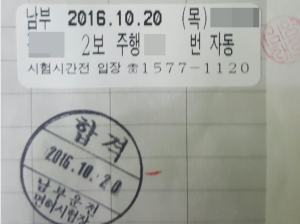 남부 2016.10.20 (목)
2보 주행 번 자동
시험시간전 입장 ☎1577-1120
합격
2016.10.20
남부운전
면허시험장